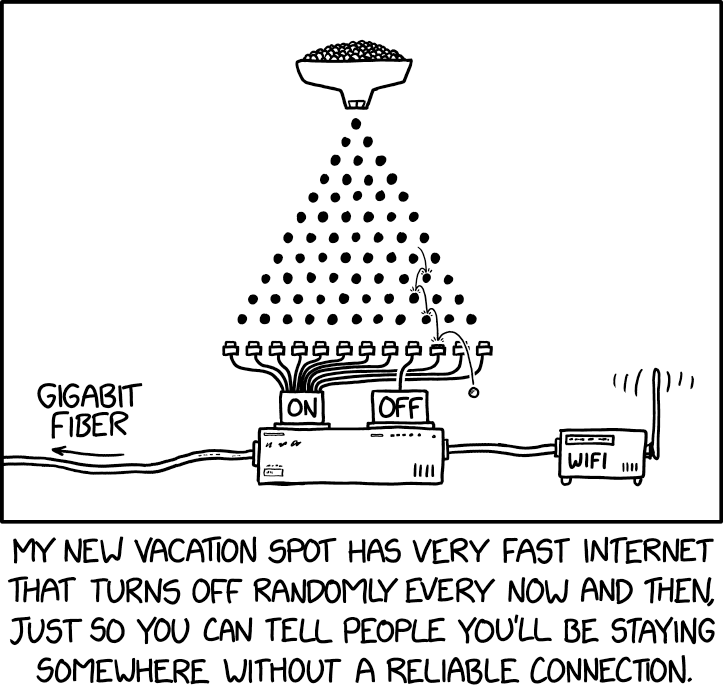 GIGABIT
FIBER
ON
OFF
WIFI
MY NEW VACATION SPOT HAS VERY FAST INTERNET
THAT TURNS OFF RANDOMLY EVERY NOW AND THEN,
JUST SO YOU CAN TELL PEOPLE YOU'LL BE STAYING
SOMEWHERE WITHOUT A RELIABLE CONNECTION.